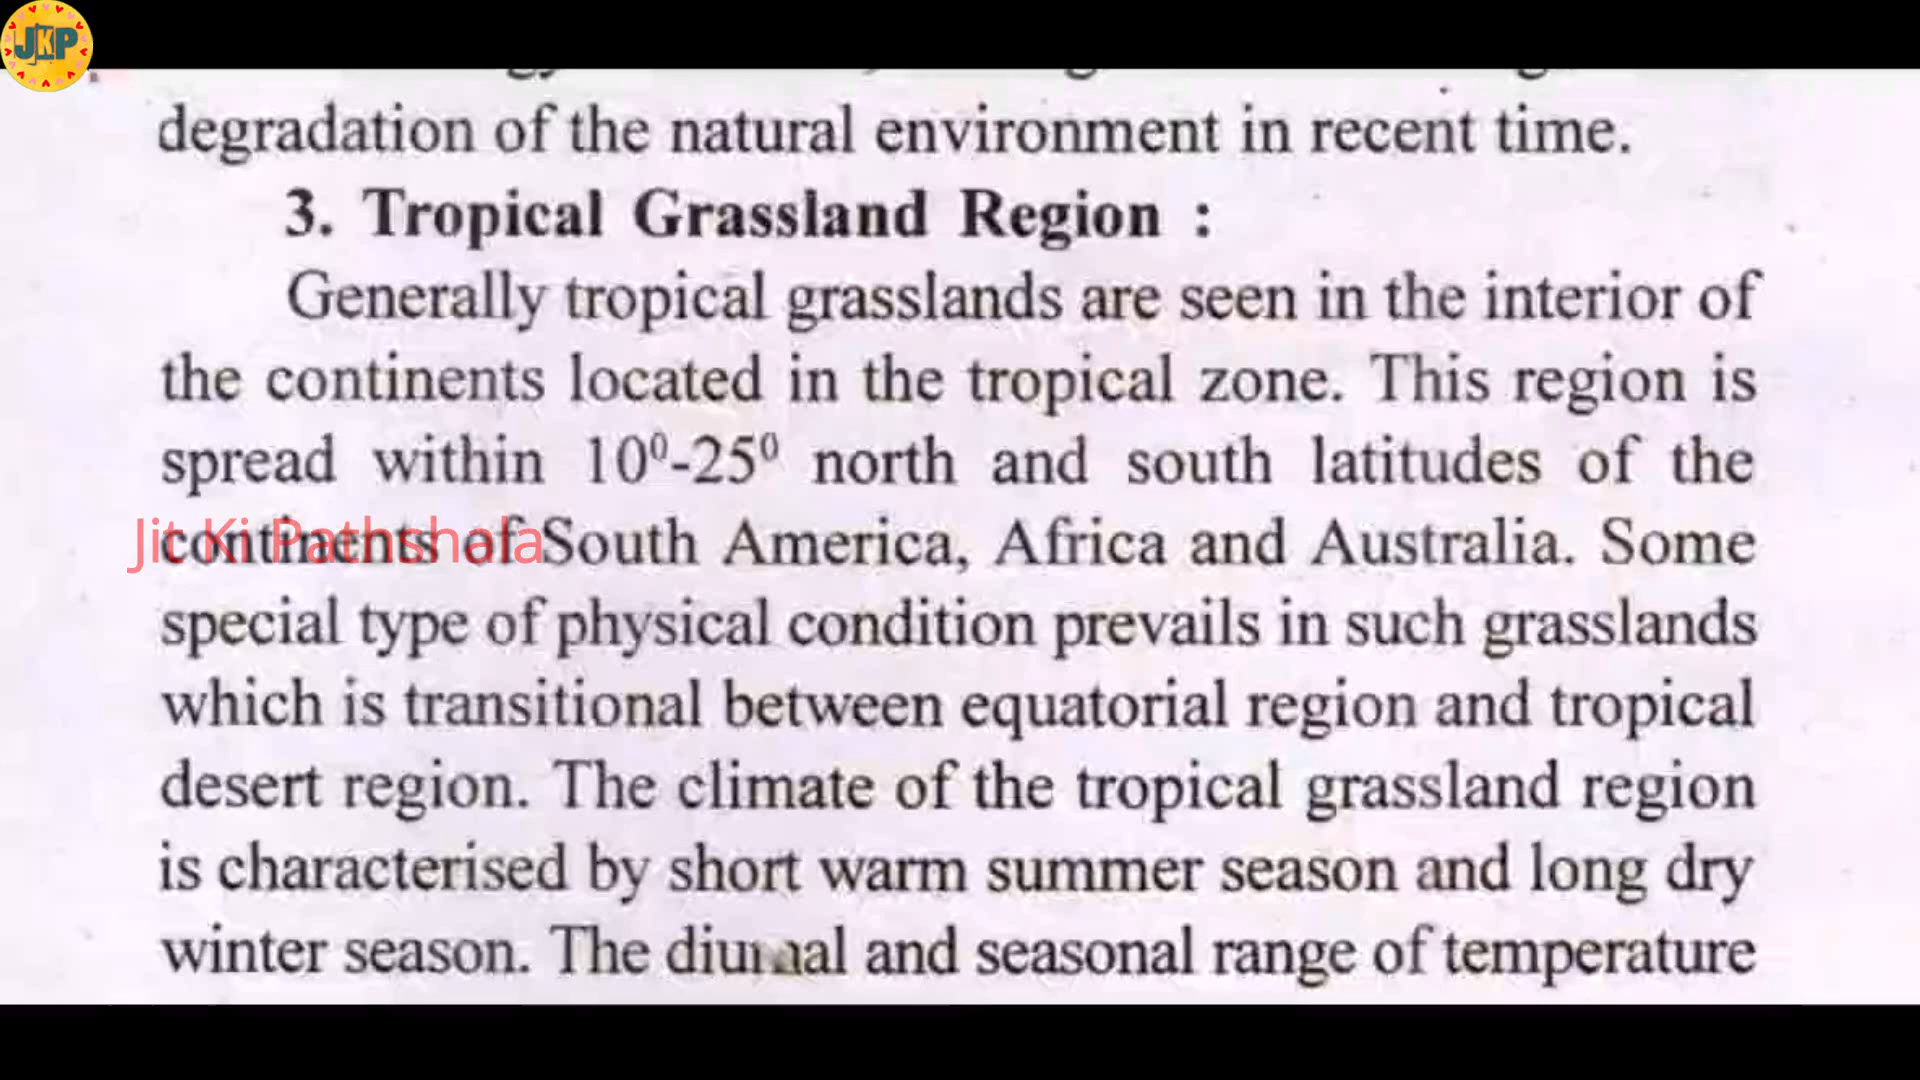 JKP
degradation of the natural environment in recent time.
3. Tropical Grassland Region :
Generally tropical grasslands are seen in the interior of
the continents located in the tropical zone. This region is
spread within 10⁰-25⁰ north and south latitudes of the
continents of South America, Africa and Australia. Some
Jit Ki Pathshala
special type of physical condition prevails in such grasslands
which is transitional between equatorial region and tropical
desert region. The climate of the tropical grassland region
is characterised by short warm summer season and long dry
winter season. The diurnal and seasonal range of temperature